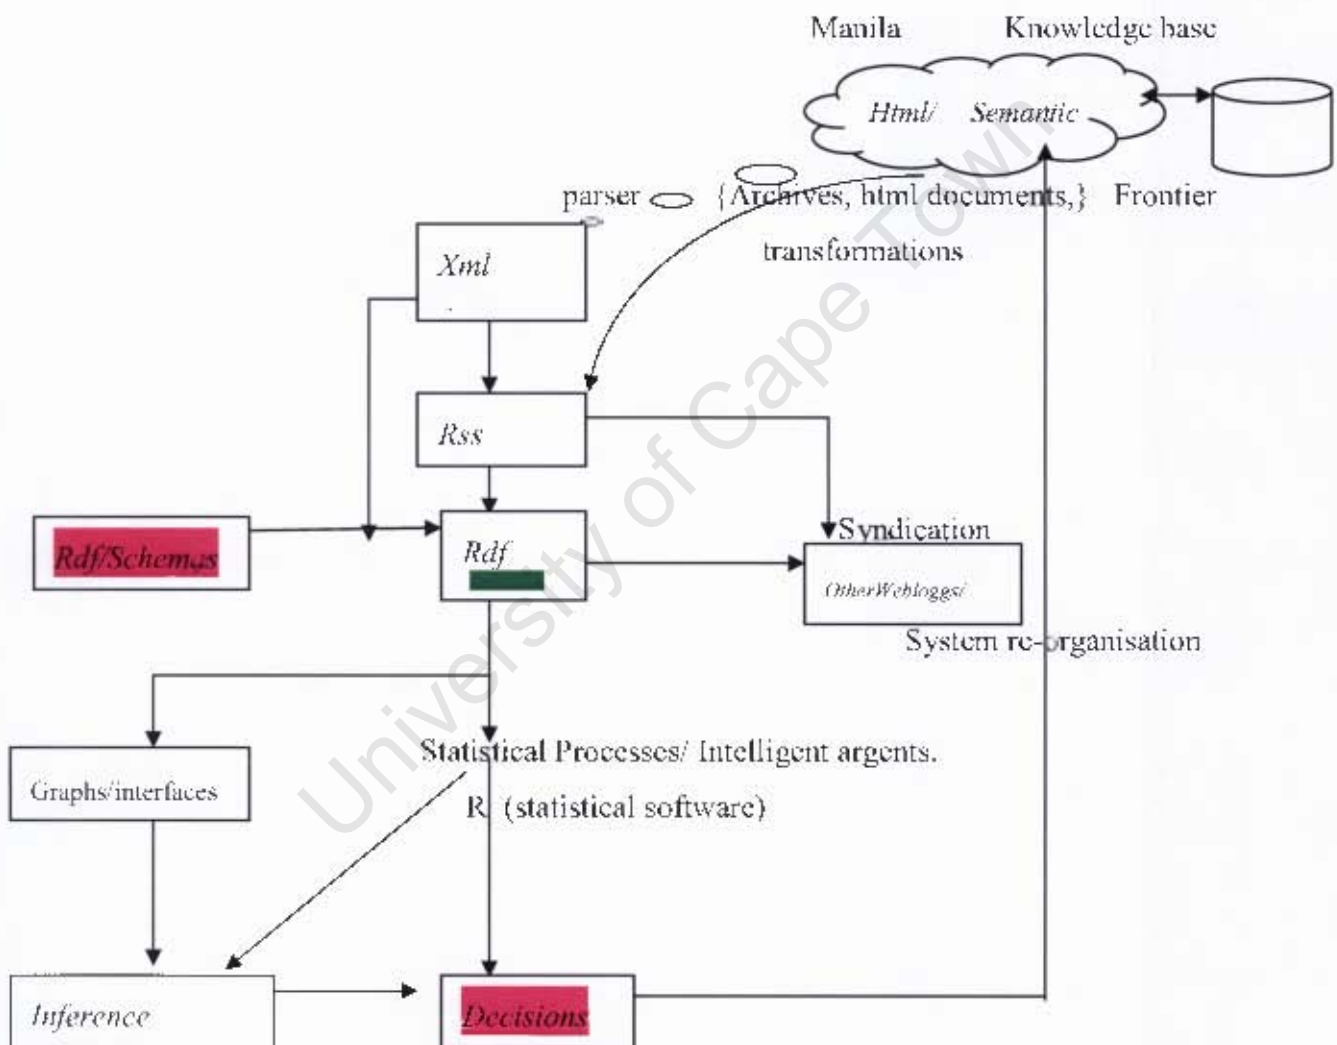 Manila Knowledge base
Html/ Semantic
parser {Archives, html documents,} Frontier
transformations
Xml
Rss
Syndication
Rdf/Schemas
Rdf
OtherWebloggs/
System re-organisation
Statistical Processes/ Intelligent argents.
Graphs/interfaces
R (statistical software)
Inference
Decisions
University of Cape Town